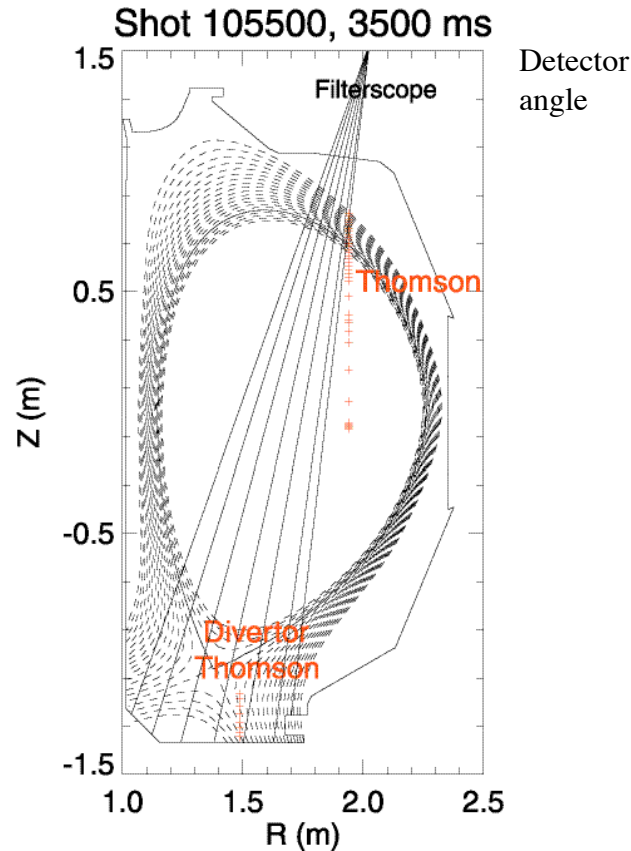 Shot 105500, 3500 ms
Detector
angle
1.5
Filterscope
Thomson
0.5
Z (m)
-0.5
Divertor
Thomson
-1.5
1.0 1.5 2.0 2.5
R (m)